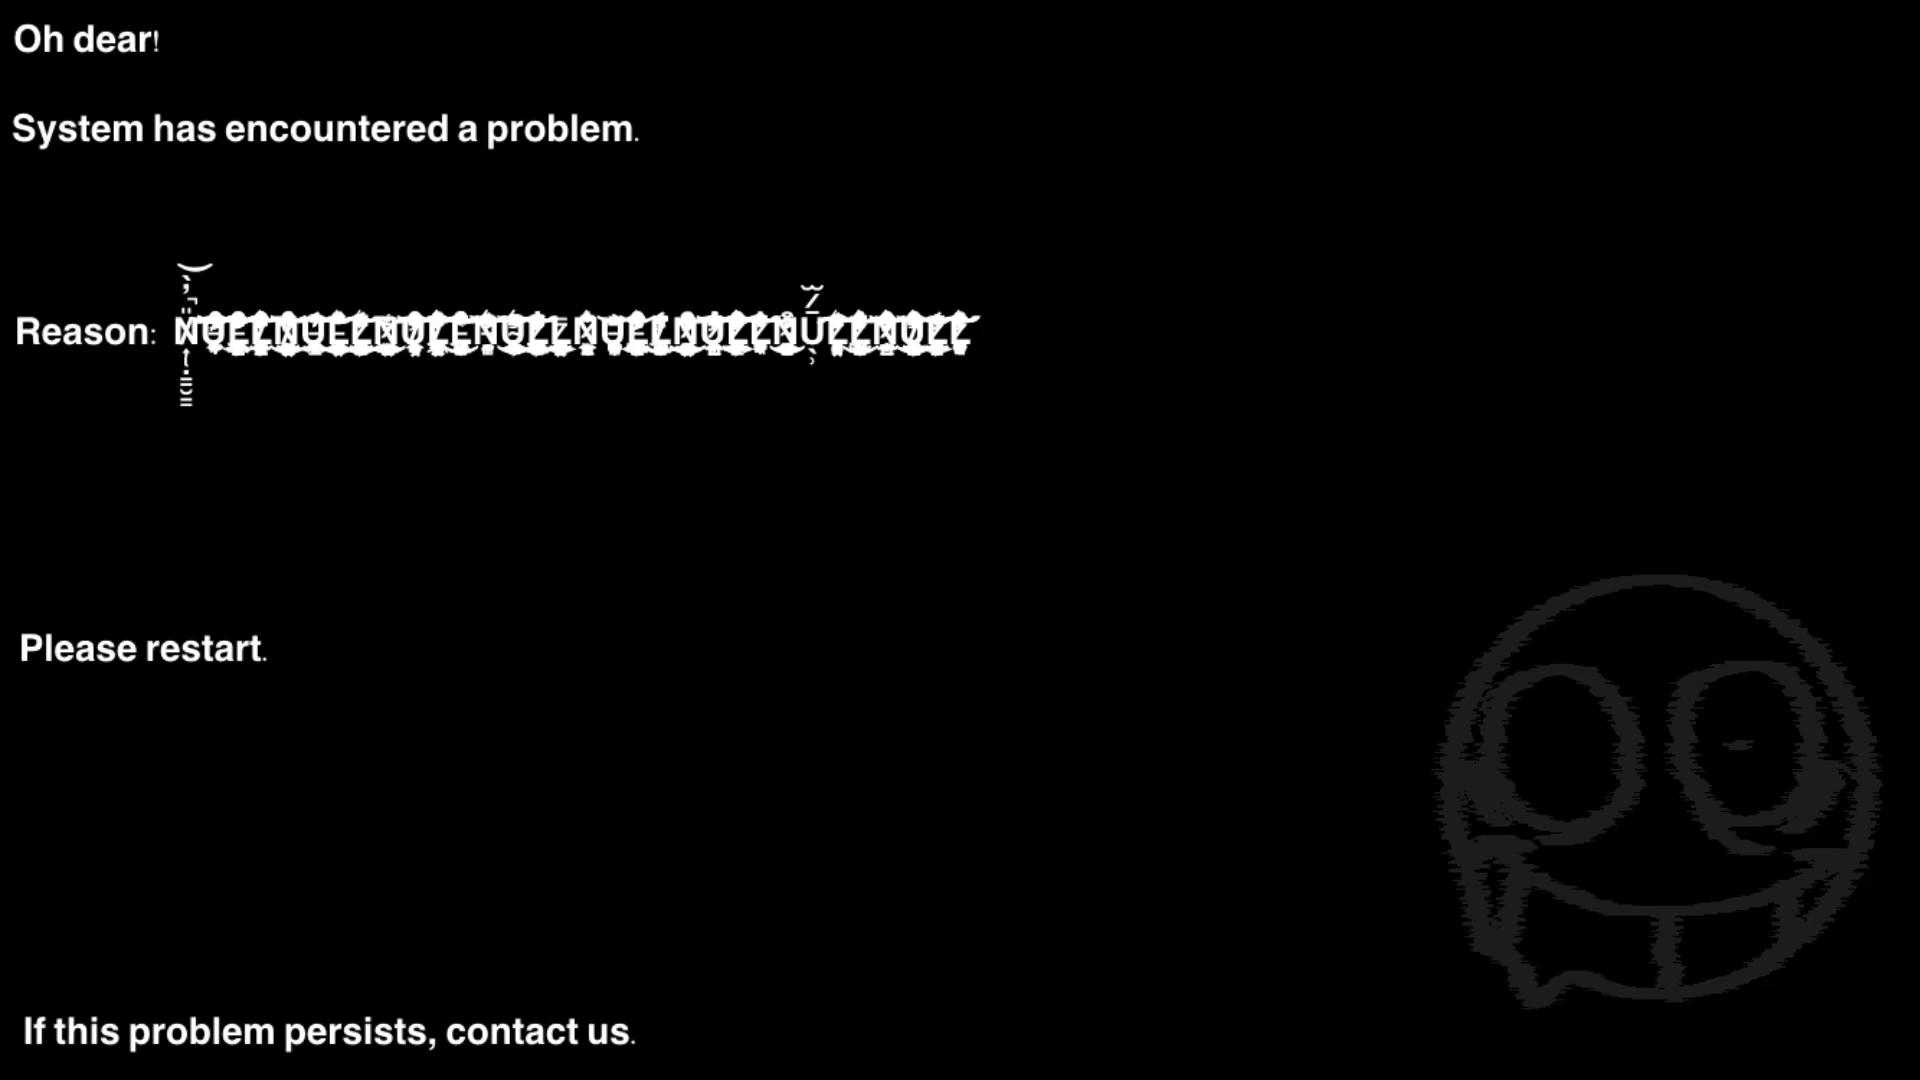 Oh dear!
System has encountered a problem.
Reason:
Please restart.
If this problem persists, contact us.